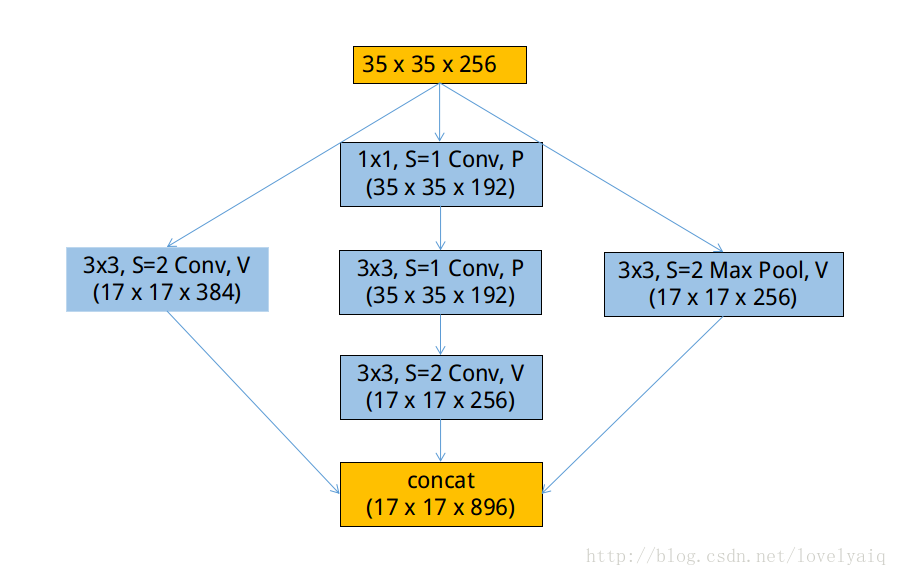 35 x 35 x 256
1x1, S=1 Conv, P
(35 x 35 x 192)
3x3, S=2 Conv, V
(17 x 17 x 384)
3x3, S=1 Conv, P
(35 x 35 x 192)
3x3, S=2 Max Pool, V
(17 x 17 x 256)
3x3, S=2 Conv, V
(17 x 17 x 256)
concat
(17 x 17 x 896)
http://blog.csdn.net/lovelyaiq